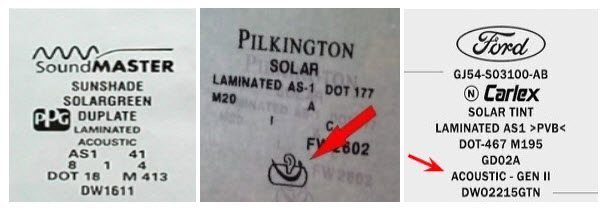 SoundMASTER
SUNSHADE
SOLARGREEN
PPG DUPLATE
LAMINATED
ACOUSTIC
AS1 41
8 1 4
DOT 18 M 413
DW1611
PILKINGTON
SOLAR
LAMINATED AS-1 DOT 177
M20 A
I
FW2602
Ford
GJ54-S03100-AB
N Carlex
SOLAR TINT
LAMINATED AS1 >PVB<
DOT-467 M195
GD02A
ACOUSTIC - GEN II
DWO2215GTN